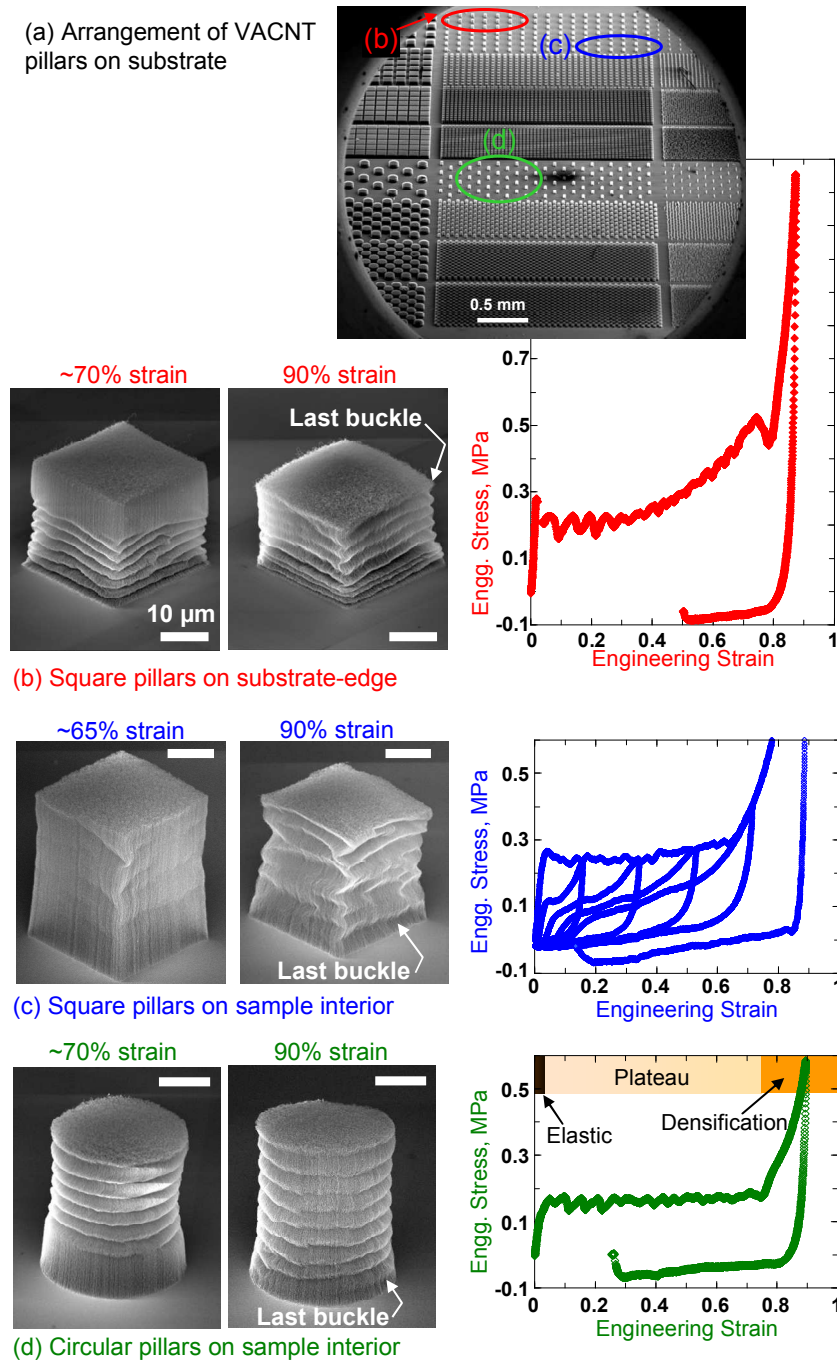 (a) Arrangement of VACNT
pillars on substrate
(b)
(c)
(d)
0.5 mm
~70% strain
90% strain
Last buckle
10 µm
(b) Square pillars on substrate-edge
Engg. Stress, MPa
0.7
0.5
0.3
0.1
-0.1
0
0.2
0.4
0.6
0.8
1
Engineering Strain
~65% strain
90% strain
Last buckle
(c) Square pillars on sample interior
Engg. Stress, MPa
0.5
0.3
0.1
-0.1
0
0.2
0.4
0.6
0.8
1
Engineering Strain
~70% strain
90% strain
Last buckle
(d) Circular pillars on sample interior
Plateau
Elastic
Densification
Engg. Stress, MPa
0.5
0.3
0.1
-0.1
0
0.2
0.4
0.6
0.8
1
Engineering Strain